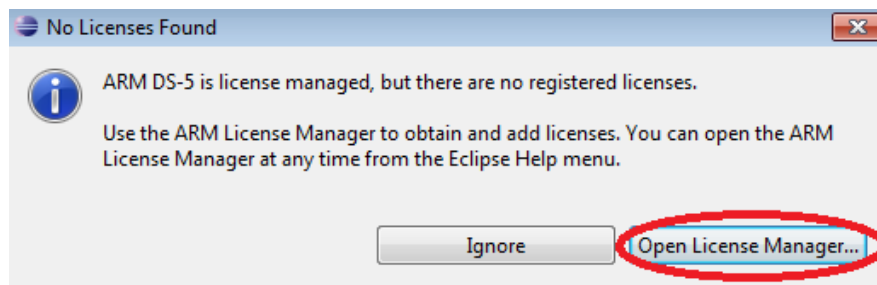 No Licenses Found
ARM DS-5 is license managed, but there are no registered licenses.
Use the ARM License Manager to obtain and add licenses. You can open the ARM
License Manager at any time from the Eclipse Help menu.
Ignore
Open License Manager...